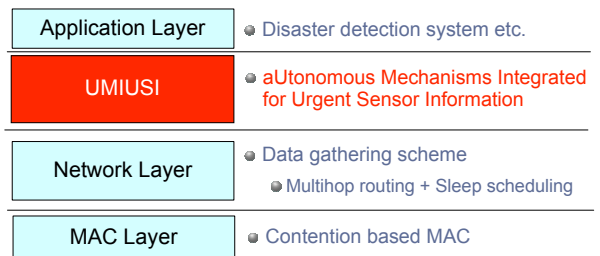 Application Layer
Disaster detection system etc.
UMIUSI
aUtonomous Mechanisms Integrated
for Urgent Sensor Information
Network Layer
Data gathering scheme
Multihop routing + Sleep scheduling
MAC Layer
Contention based MAC